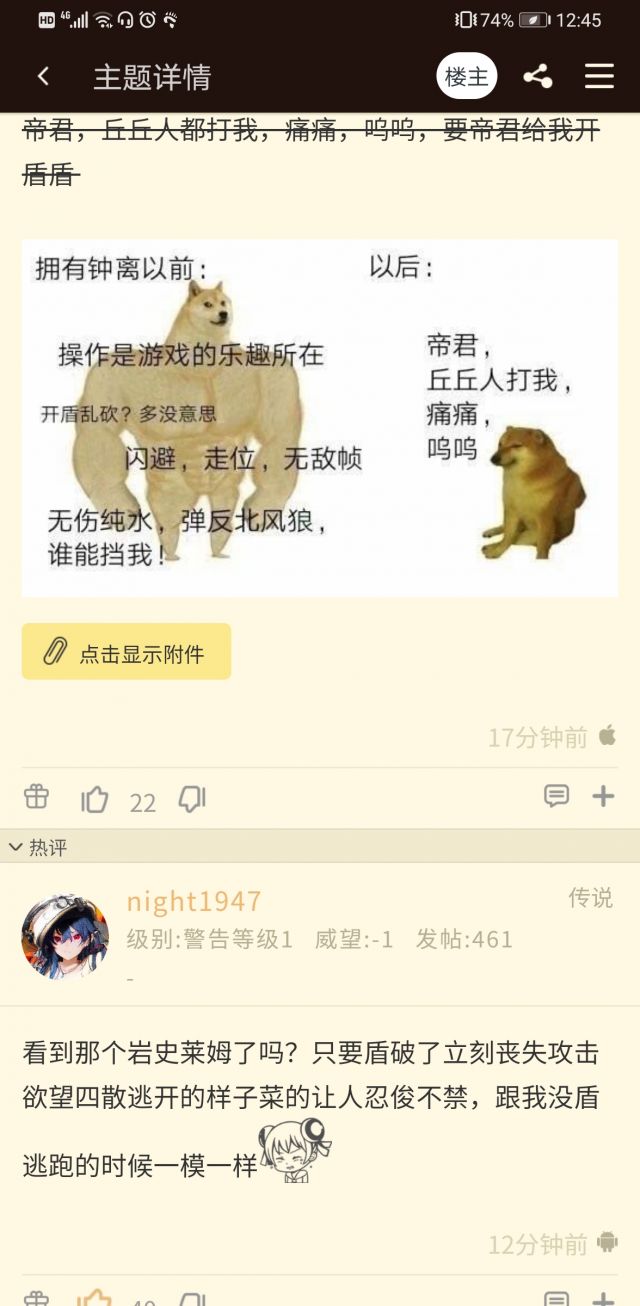 HD 4G 74% 12:45
主题详情 楼主
帝君，丘丘人都打我，痛痛，呜呜，要帝君给我开
盾盾
拥有钟离以前：
操作是游戏的乐趣所在
开盾乱砍？多没意思
闪避，走位，无敌帧
无伤纯水，弹反北风狼，
谁能挡我！
以后：
帝君，
丘丘人打我，
痛痛，
呜呜
点击显示附件
17分钟前
22
热评
night1947 传说
级别:警告等级1 威望:-1 发帖:461
-
看到那个岩史莱姆了吗？只要盾破了立刻丧失攻击
欲望四散逃开的样子菜的让人忍俊不禁，跟我没盾
逃跑的时候一模一样
12分钟前